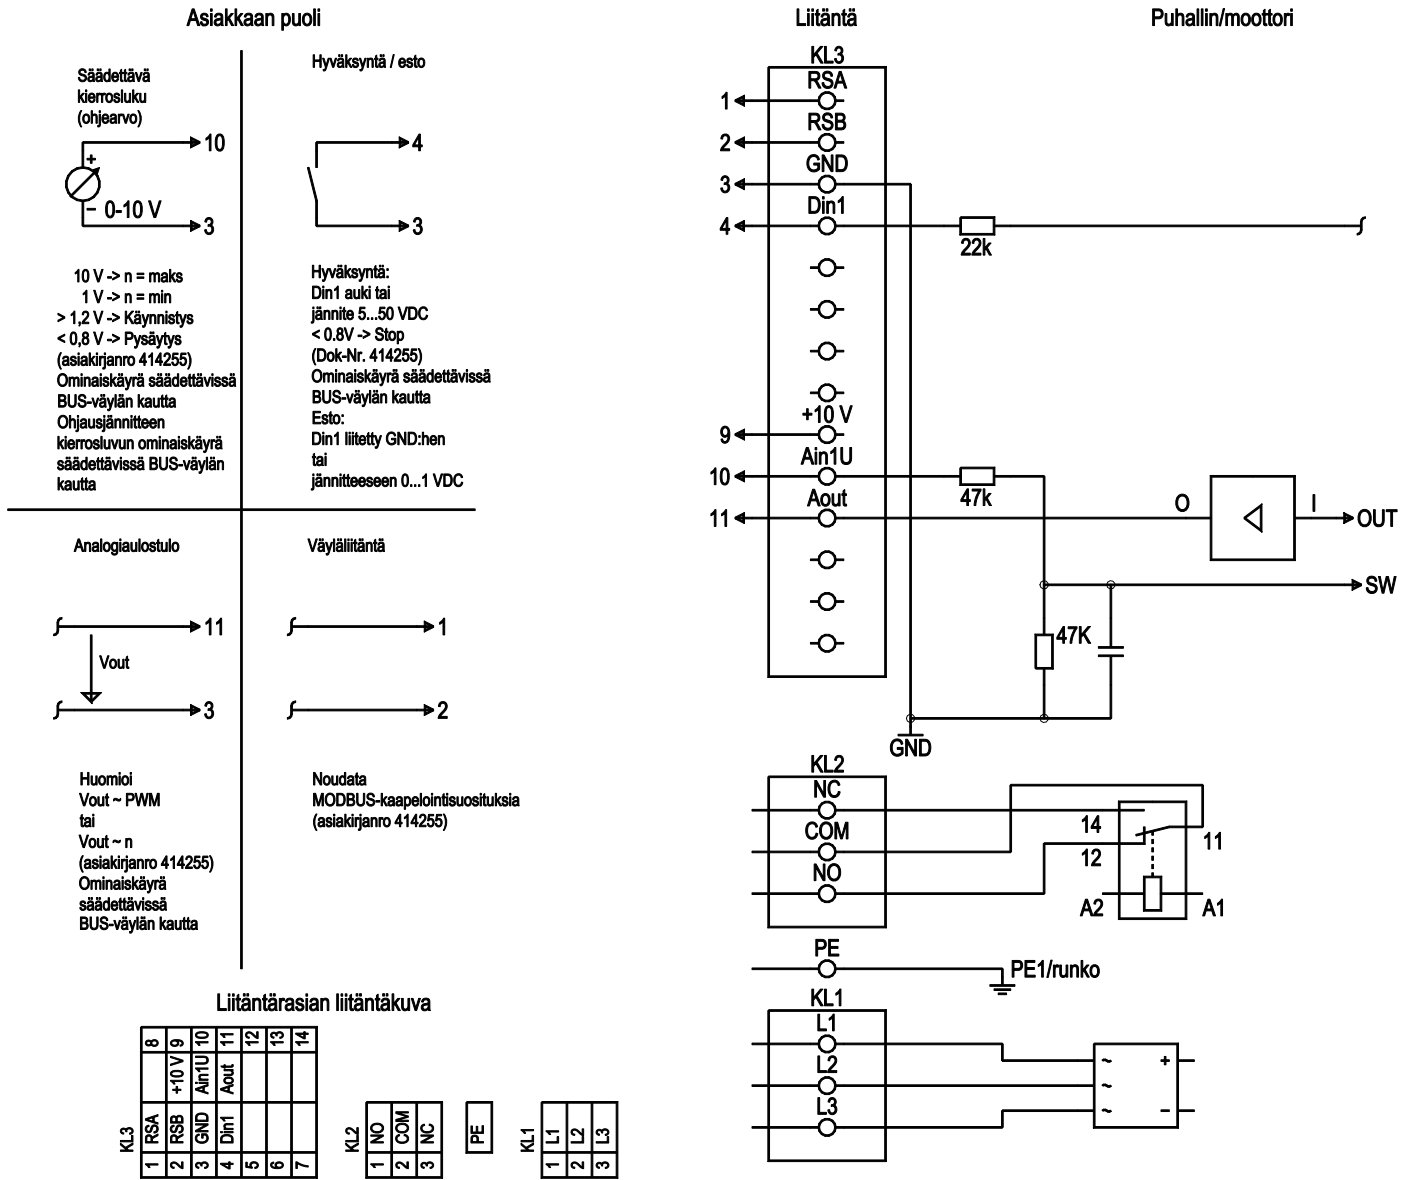 Asiakkaan puoli
Liitäntä
Puhallin/moottori
Säädettävä
kierrosluku
(ohjearvo)
10
+
− 0-10 V
3
10 V -> n = maks
1 V -> n = min
> 1,2 V -> Käynnistys
< 0,8 V -> Pysäytys
(asiakirjanro 414255)
Ominaiskäyrä säädettävissä
BUS-väylän kautta
Ohjausjännitteen
kierrosluvun ominaiskäyrä
säädettävissä BUS-väylän
kautta
Hyväksyntä / esto
4
3
Hyväksyntä:
Din1 auki tai
jännite 5...50 VDC
< 0.8V -> Stop
(Dok-Nr. 414255)
Ominaiskäyrä säädettävissä
BUS-väylän kautta
Esto:
Din1 liitetty GND:hen
tai
jännitteeseen 0...1 VDC
Analogiaulostulo
11
Vout
3
Huomioi
Vout ~ PWM
tai
Vout ~ n
(asiakirjanro 414255)
Ominaiskäyrä
säädettävissä
BUS-väylän kautta
Väyläliitäntä
1
2
Noudata
MODBUS-kaapelointisuosituksia
(asiakirjanro 414255)
KL3
RSA
1
RSB
2
GND
3
Din1
4
22k
+10 V
9
Ain1U
10
47k
Aout
11
O
I
OUT
SW
47K
GND
KL2
NC
COM
NO
14
12
11
A2
A1
PE
PE1/runko
KL1
L1
L2
L3
~ +
~
~ −
Liitäntärasian liitäntäkuva
KL3
8 9 10 11 12 13 14
+10 V Ain1U Aout
RSA RSB GND Din1
1 2 3 4 5 6 7
KL2
NO COM NC
1 2 3
PE
KL1
L1 L2 L3
1 2 3